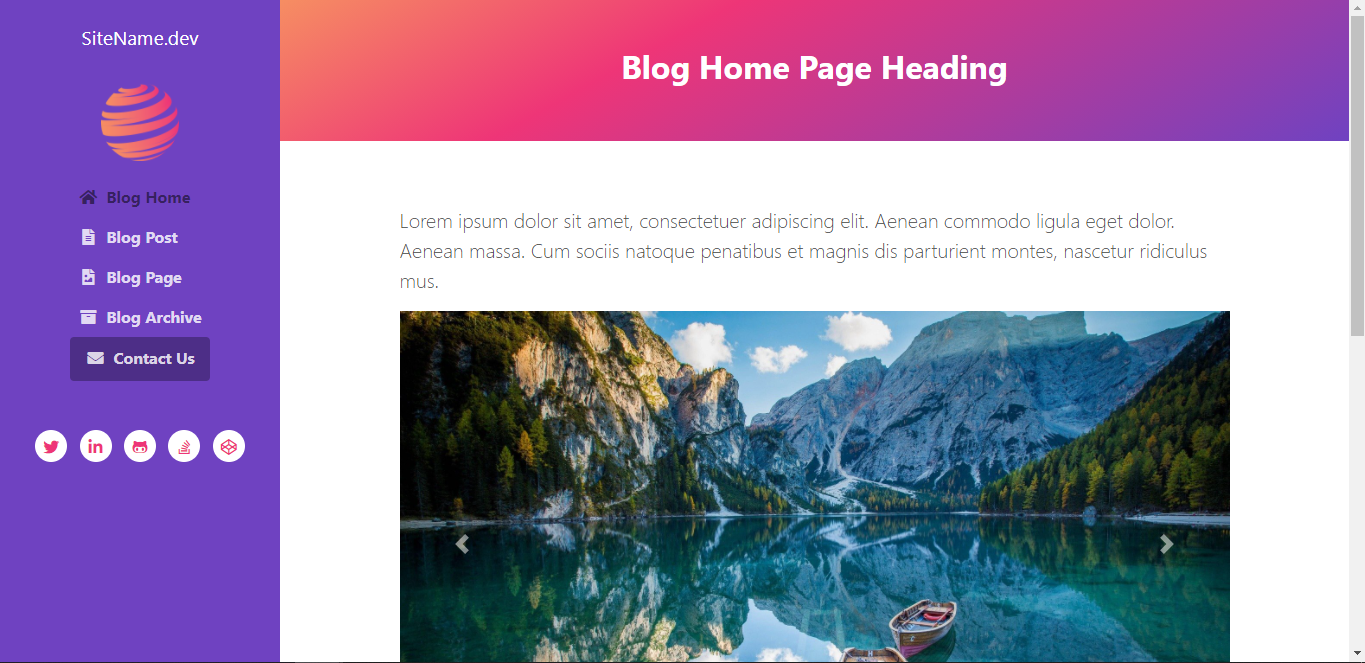 SiteName.dev
Blog Home
Blog Post
Blog Page
Blog Archive
Contact Us
in
Blog Home Page Heading
Lorem ipsum dolor sit amet, consectetuer adipiscing elit. Aenean commodo ligula eget dolor.
Aenean massa. Cum sociis natoque penatibus et magnis dis parturient montes, nascetur ridiculus
mus.